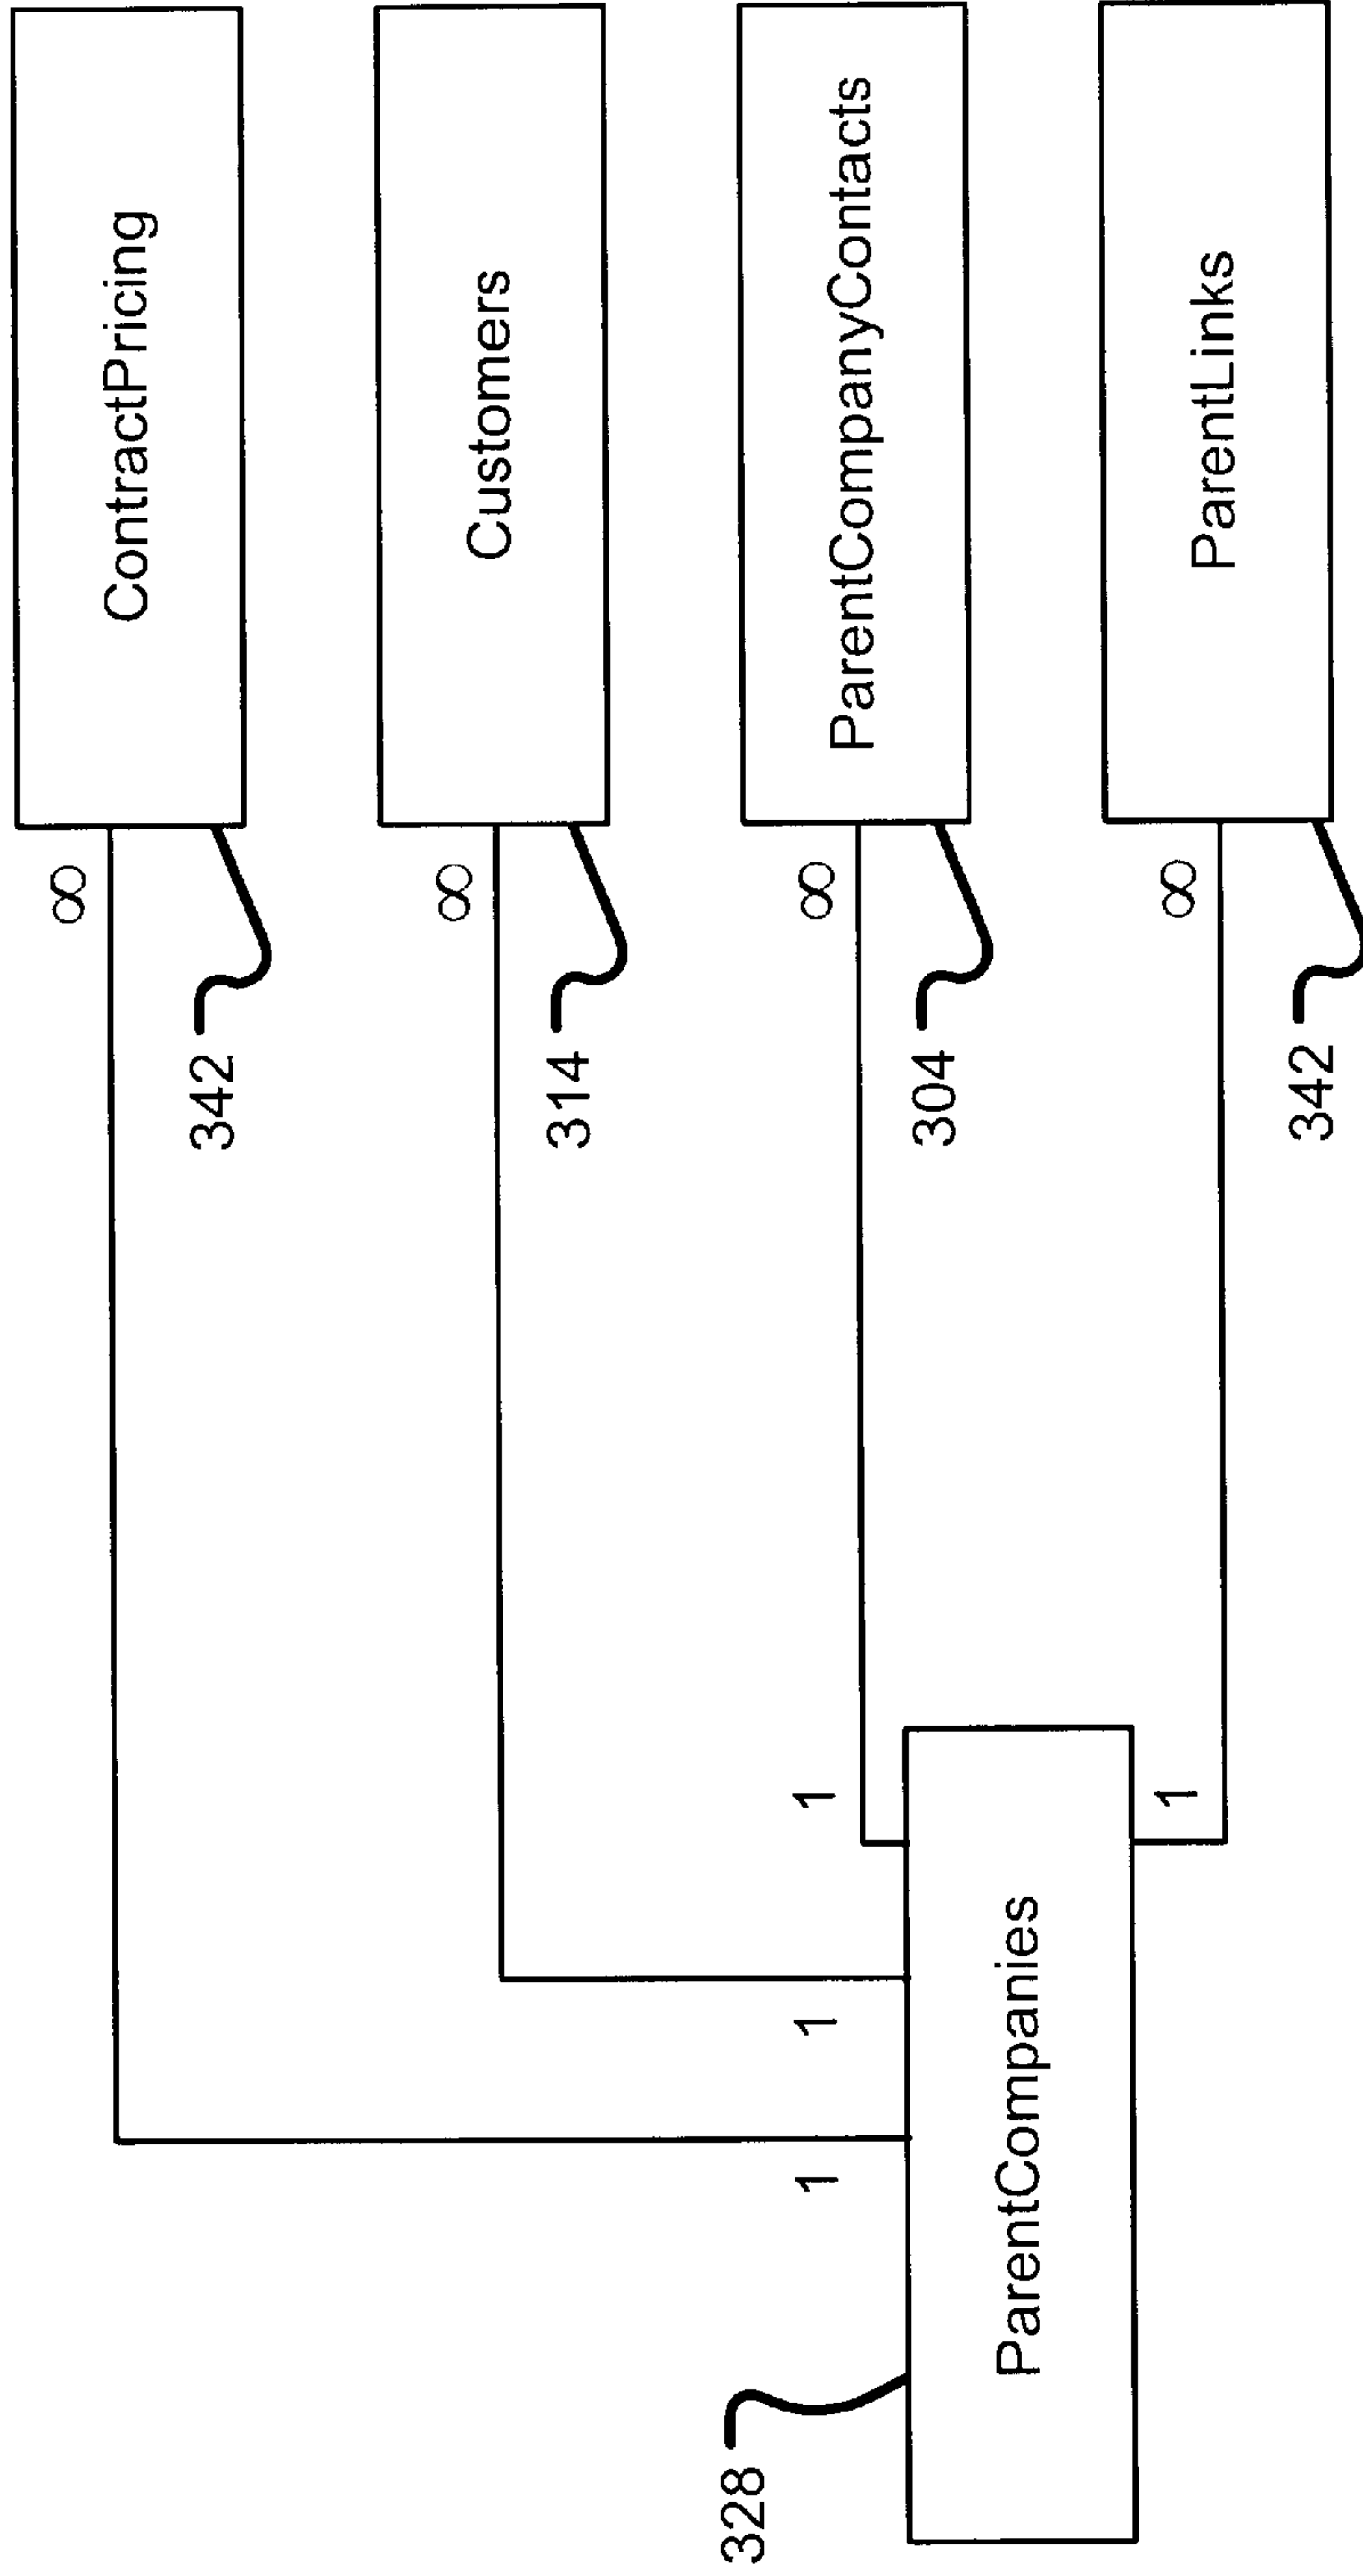 ContractPricing
∞
342
Customers
∞
314
ParentCompanyContacts
∞
304
ParentLinks
∞
342
1
1
1
1
ParentCompanies
328